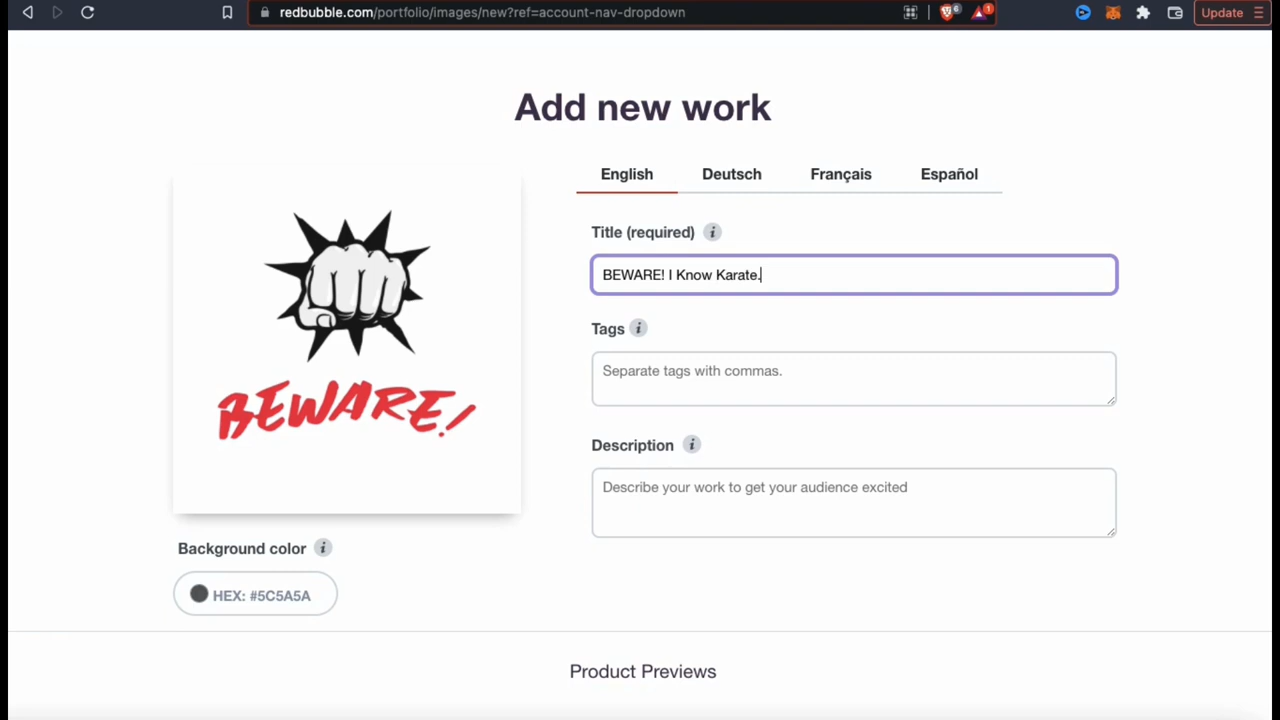 redbubble.com/portfolio/images/new?ref=account-nav-dropdown
6
1
Update
Add new work
English
Deutsch
Français
Español
Title (required)
BEWARE! I Know Karate.
Tags
Separate tags with commas.
Description
Describe your work to get your audience excited
BEWARE!
Background color
HEX: #5C5A5A
Product Previews